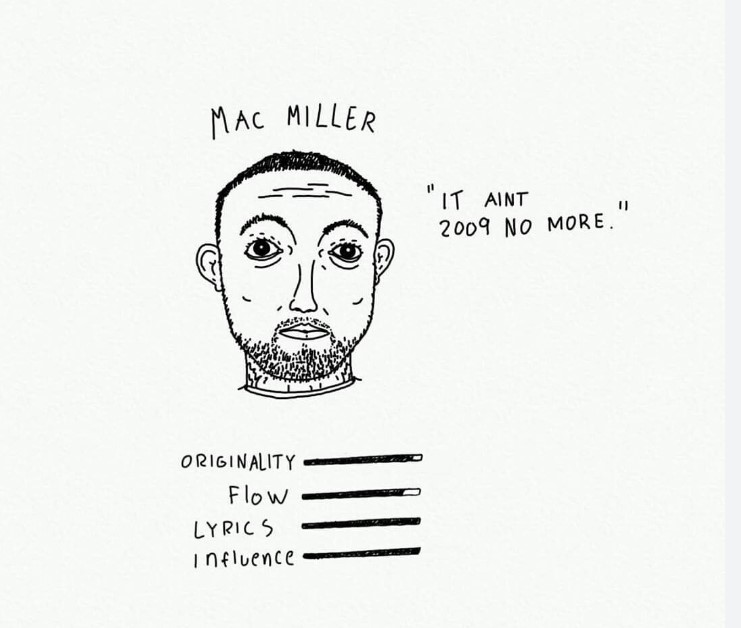 MAC MILLER
"IT AINT
2009 NO MORE."
ORIGINALITY
Flow
LYRICS
Influence